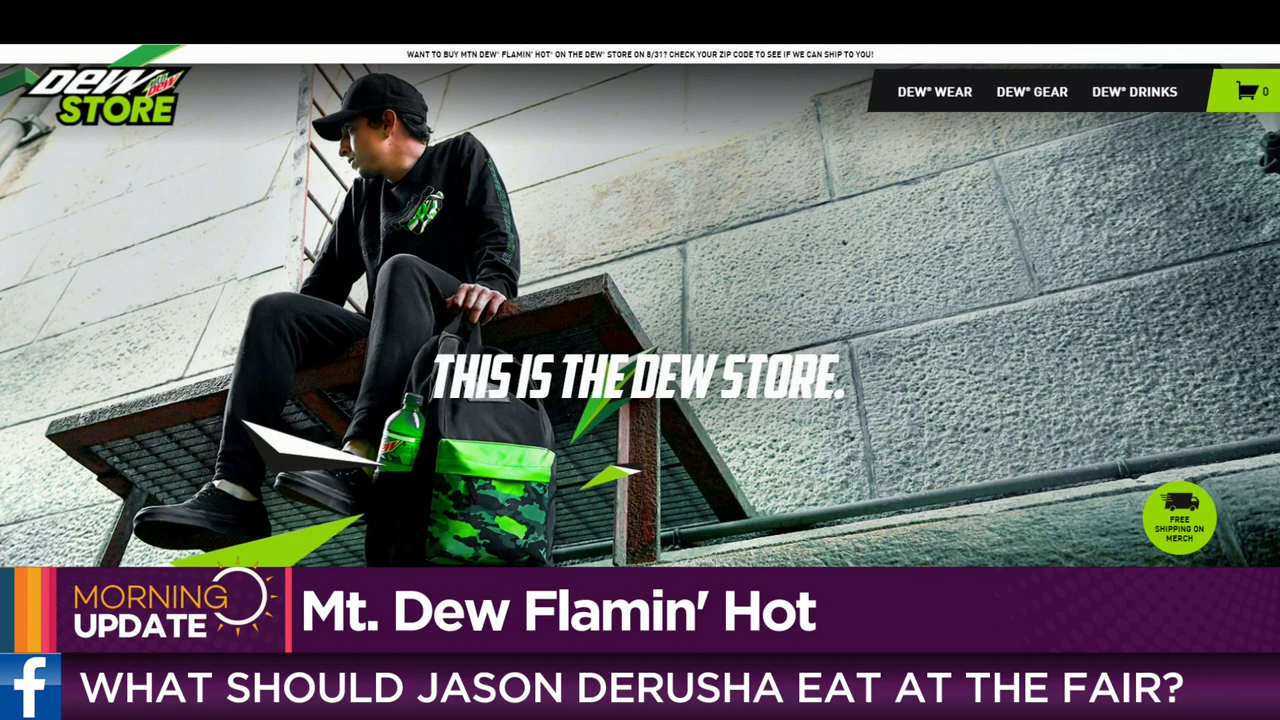 WANT TO BUY MTN DEW® FLAMIN' HOT® ON THE DEW® STORE ON 8/31? CHECK YOUR ZIP CODE TO SEE IF WE CAN SHIP TO YOU!
DEW
MTN
DEW
STORE
DEW® WEAR
DEW® GEAR
DEW® DRINKS
0
THIS IS THE DEW STORE.
FREE
SHIPPING ON
MERCH
MORNING
UPDATE
Mt. Dew Flamin' Hot
f
WHAT SHOULD JASON DERUSHA EAT AT THE FAIR?